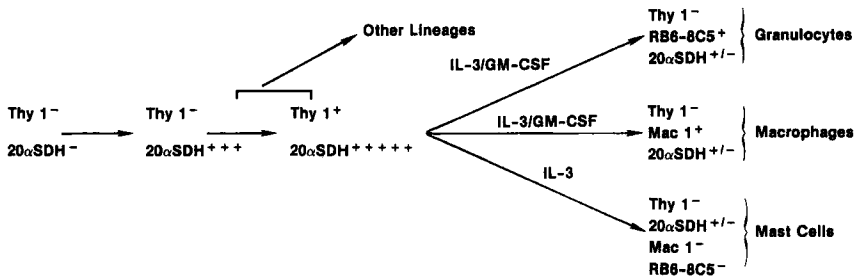 Other Lineages
IL-3/GM-CSF
Thy 1⁻
RB6-8C5⁺
20αSDH⁺/⁻
Granulocytes
Thy 1⁻
20αSDH⁻
Thy 1⁻
20αSDH⁺⁺⁺
Thy 1⁺
20αSDH⁺⁺⁺⁺⁺
IL-3/GM-CSF
Thy 1⁻
Mac 1⁺
20αSDH⁺/⁻
Macrophages
IL-3
Thy 1⁻
20αSDH⁺/⁻
Mac 1⁻
RB6-8C5⁻
Mast Cells